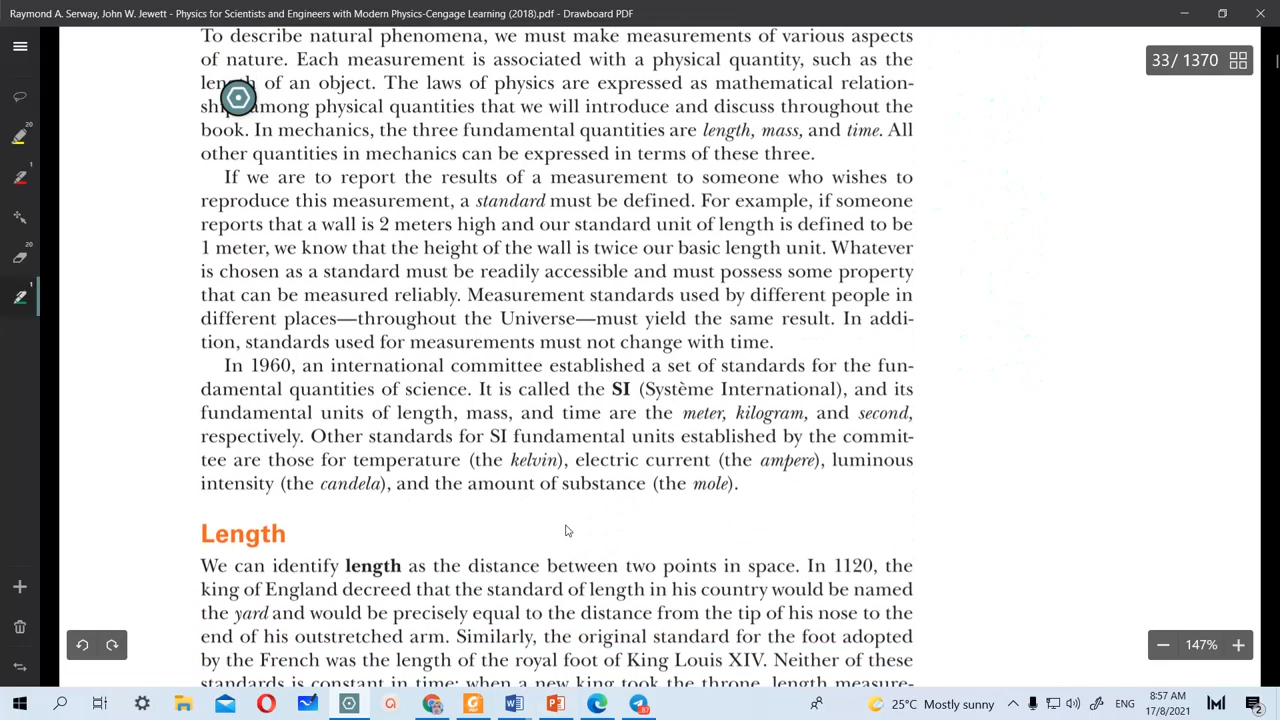 Raymond A. Serway, John W. Jewett - Physics for Scientists and Engineers with Modern Physics-Cengage Learning (2018).pdf - Drawboard PDF
33 / 1370
To describe natural phenomena, we must make measurements of various aspects
of nature. Each measurement is associated with a physical quantity, such as the
length of an object. The laws of physics are expressed as mathematical relation-
ships among physical quantities that we will introduce and discuss throughout the
book. In mechanics, the three fundamental quantities are length, mass, and time. All
other quantities in mechanics can be expressed in terms of these three.
If we are to report the results of a measurement to someone who wishes to
reproduce this measurement, a standard must be defined. For example, if someone
reports that a wall is 2 meters high and our standard unit of length is defined to be
1 meter, we know that the height of the wall is twice our basic length unit. Whatever
is chosen as a standard must be readily accessible and must possess some property
that can be measured reliably. Measurement standards used by different people in
different places—throughout the Universe—must yield the same result. In addi-
tion, standards used for measurements must not change with time.
In 1960, an international committee established a set of standards for the fun-
damental quantities of science. It is called the SI (Système International), and its
fundamental units of length, mass, and time are the meter, kilogram, and second,
respectively. Other standards for SI fundamental units established by the commit-
tee are those for temperature (the kelvin), electric current (the ampere), luminous
intensity (the candela), and the amount of substance (the mole).
Length
We can identify length as the distance between two points in space. In 1120, the
king of England decreed that the standard of length in his country would be named
the yard and would be precisely equal to the distance from the tip of his nose to the
end of his outstretched arm. Similarly, the original standard for the foot adopted
by the French was the length of the royal foot of King Louis XIV. Neither of these
standards is constant in time; when a new king took the throne, length measure-
20
1
20
1
147%
25°C Mostly sunny
ENG
8:57 AM
17/8/2021
2